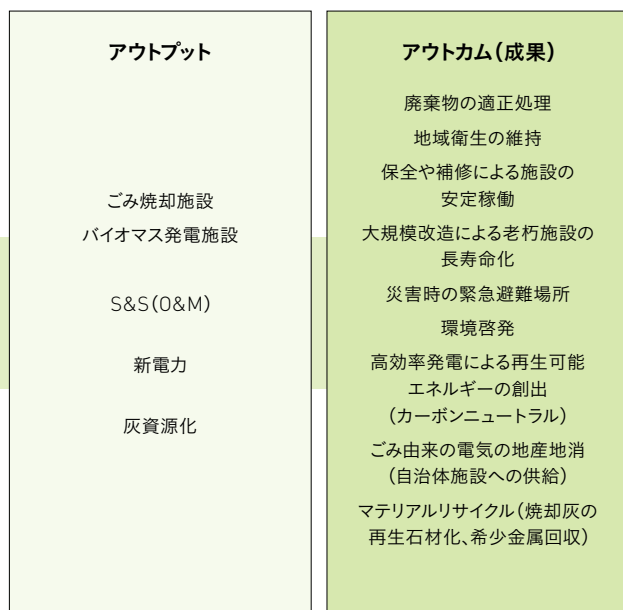 アウトプット
ごみ焼却施設
バイオマス発電施設
S&S(O&M)
新電力
灰資源化
アウトカム(成果)
廃棄物の適正処理
地域衛生の維持
保全や補修による施設の
安定稼働
大規模改造による老朽施設の
長寿命化
災害時の緊急避難場所
環境啓発
高効率発電による再生可能
エネルギーの創出
(カーボンニュートラル)
ごみ由来の電気の地産地消
(自治体施設への供給)
マテリアルリサイクル(焼却灰の
再生石材化、希少金属回収)